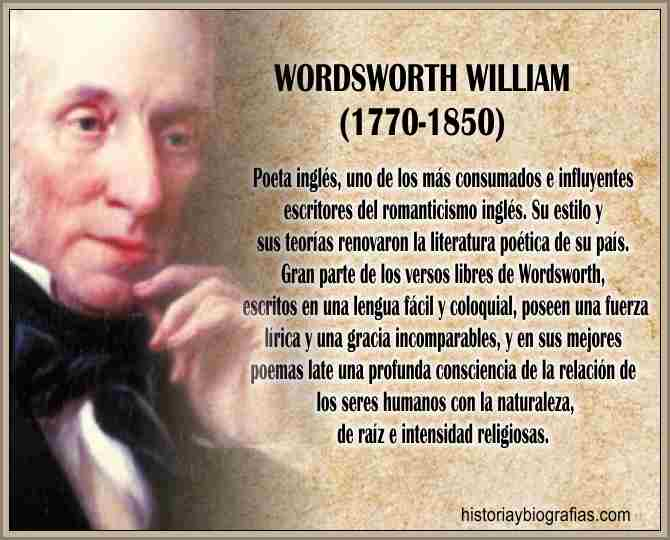 WORDSWORTH WILLIAM
(1770-1850)
Poeta inglés, uno de los más consumados e influyentes
escritores del romanticismo inglés. Su estilo y
sus teorías renovaron la literatura poética de su país.
Gran parte de los versos libres de Wordsworth,
escritos en una lengua fácil y coloquial, poseen una fuerza
lírica y una gracia incomparables, y en sus mejores
poemas late una profunda consciencia de la relación de
los seres humanos con la naturaleza,
de raíz e intensidad religiosas.
historiaybiografias.com